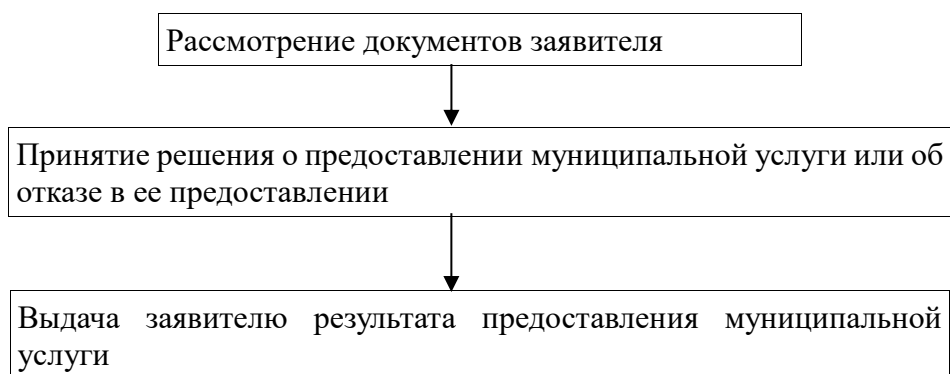 Рассмотрение документов заявителя
Принятие решения о предоставлении муниципальной услуги или об
отказе в ее предоставлении
Выдача заявителю результата предоставления муниципальной
услуги